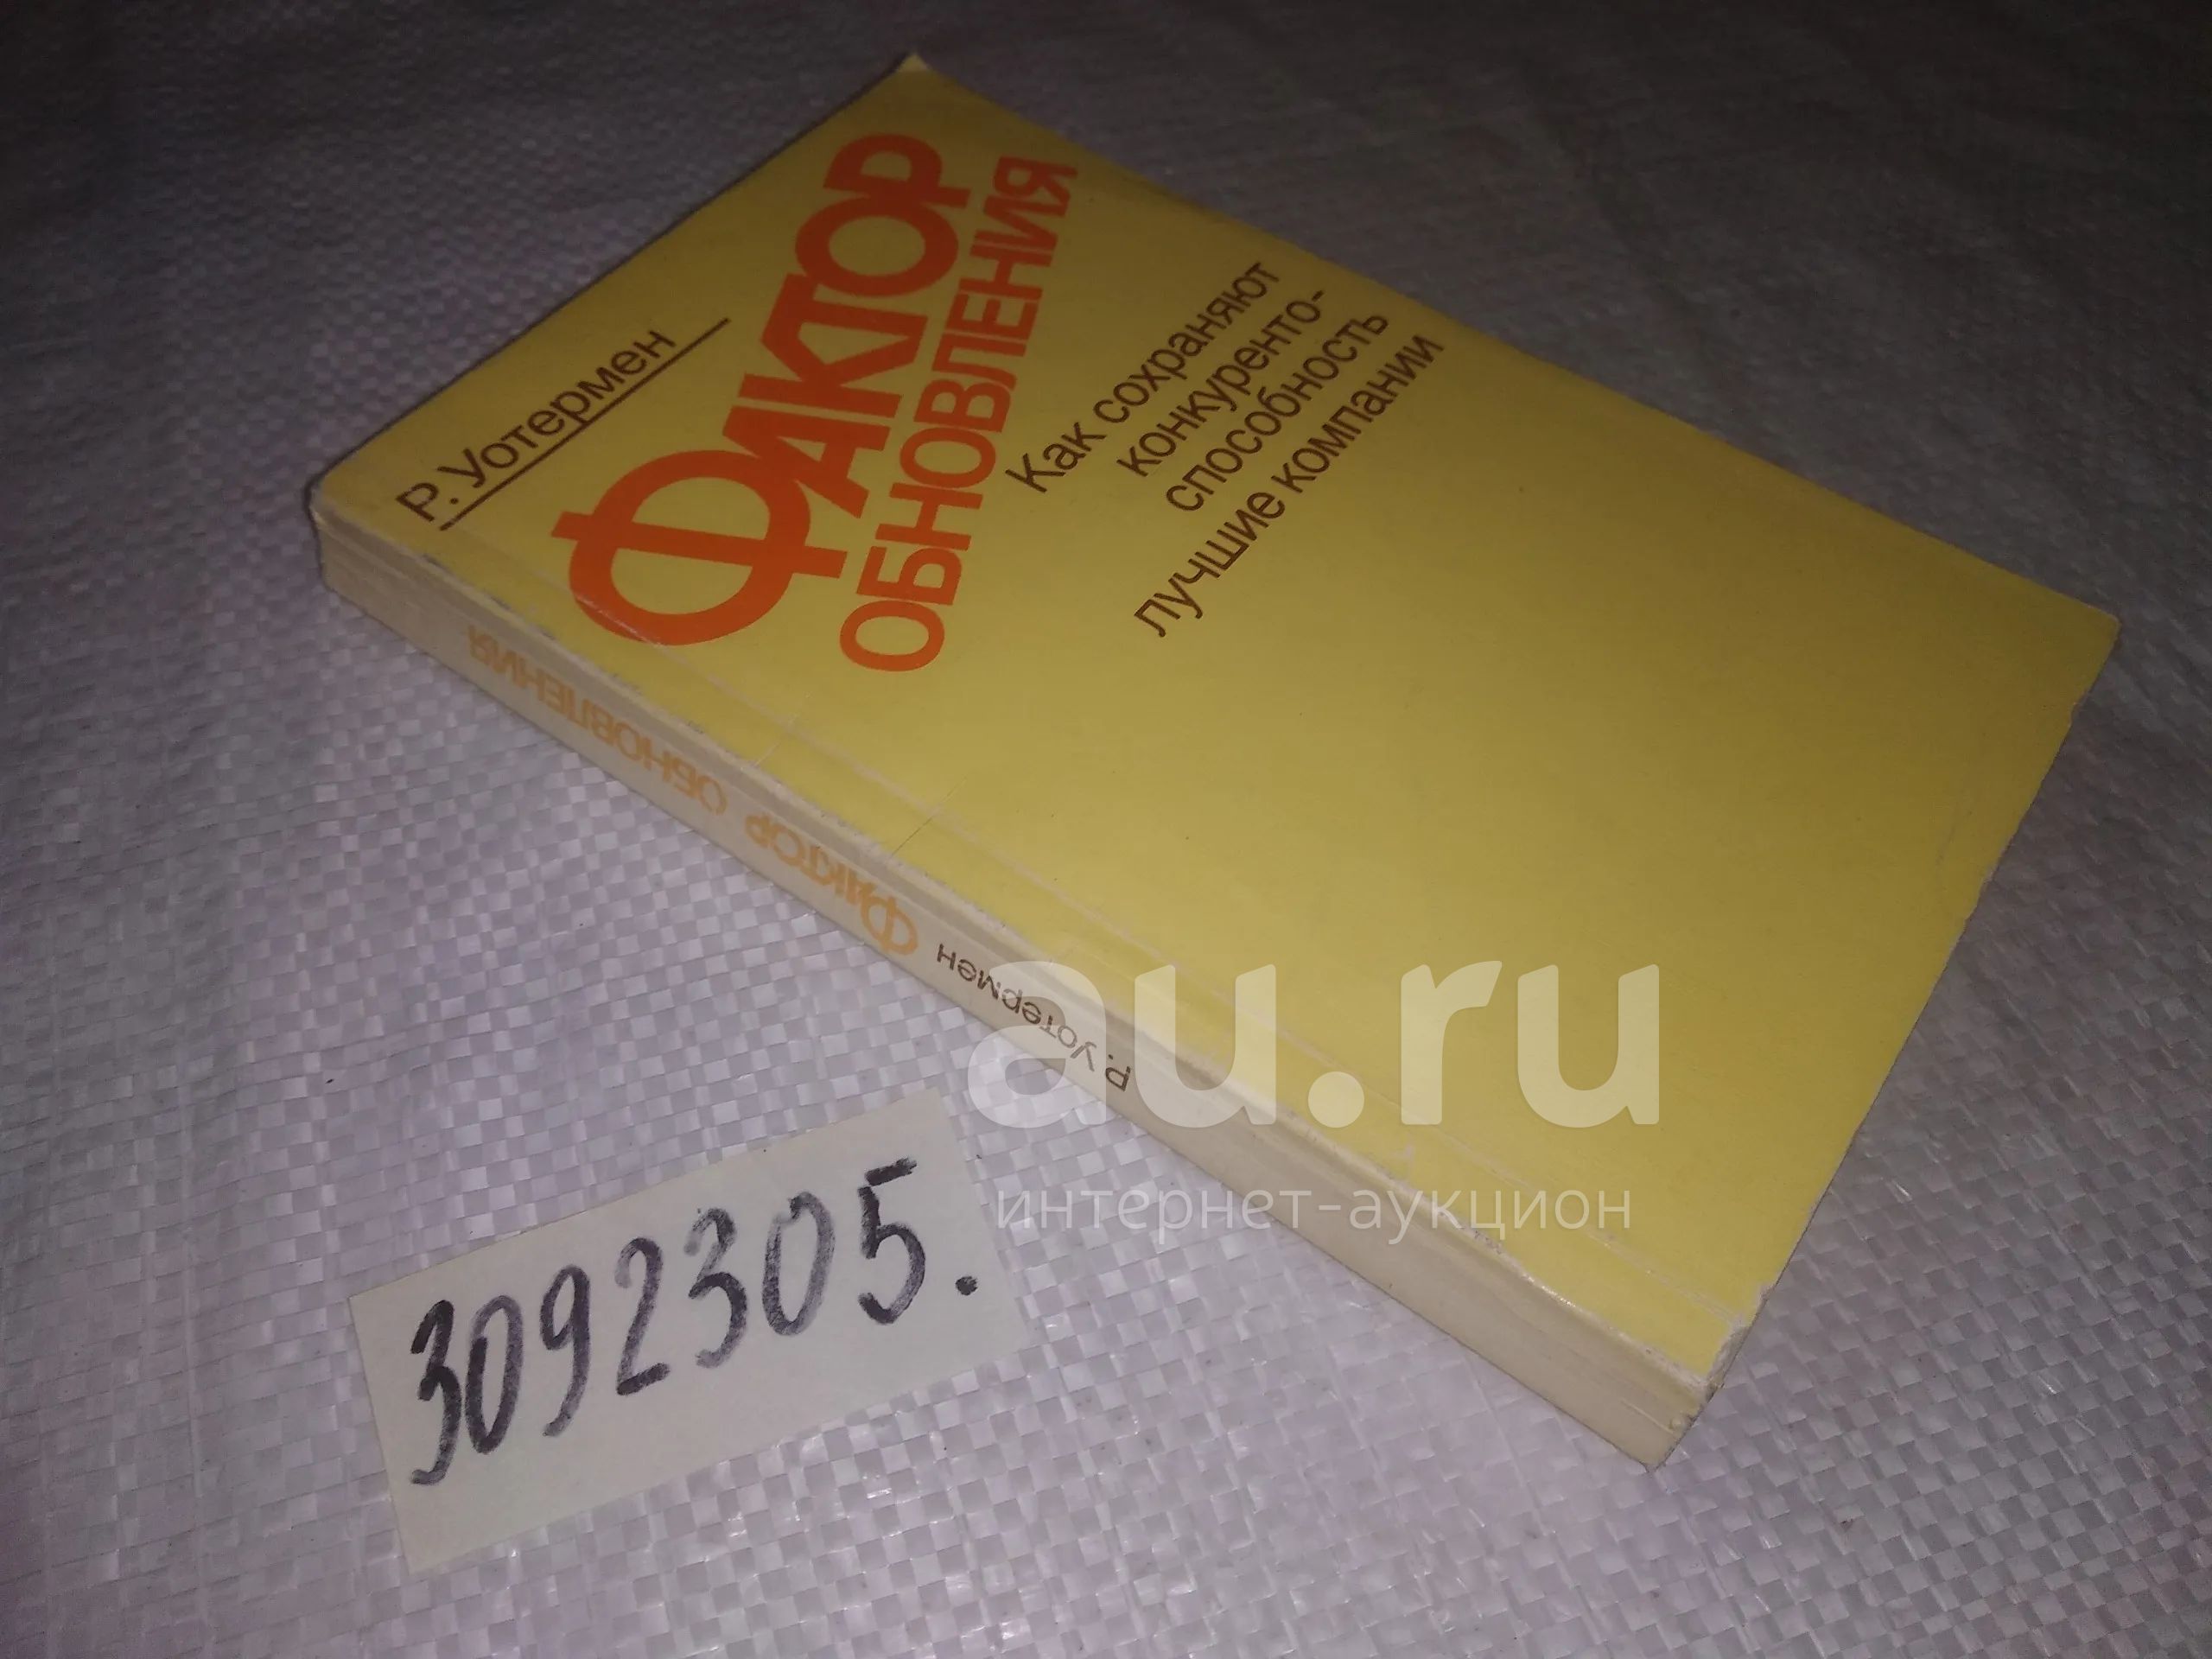 Р. Уотермен
ФАКТОР
ОБНОВЛЕНИЯ
Как сохраняют
конкуренто-
способность
лучшие компании
Р. Уотермен ФАКТОР ОБНОВЛЕНИЯ
au.ru
интернет-аукцион
3092305.